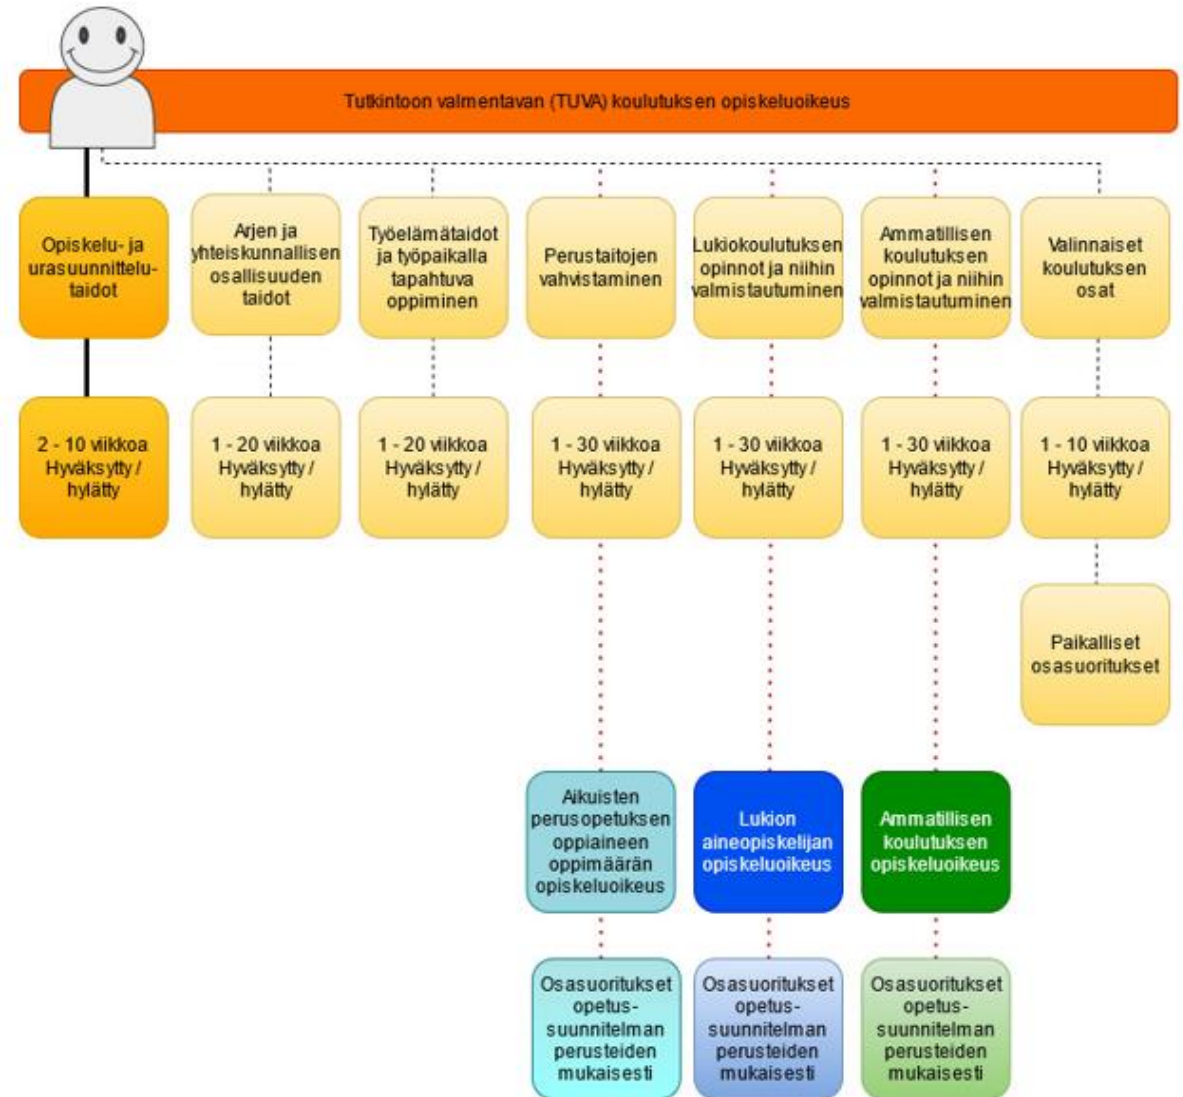 Tutkintoon valmentavan (TUVA) koulutuksen opiskeluoikeus
Opiskelu- ja
urasuunnittelu-
taidot
Arjen ja
yhteiskunnallisen
osallisuuden
taidot
Työelämätaidot
ja työpaikalla
tapahtuva
oppiminen
Perustaitojen
vahvistaminen
Lukiokoulutuksen
opinnot ja niihin
valmistautuminen
Ammatillisen
koulutuksen
opinnot ja niihin
valmistautuminen
Valinnaiset
koulutuksen
osat
2 - 10 viikkoa
Hyväksytty /
hylätty
1 - 20 viikkoa
Hyväksytty /
hylätty
1 - 20 viikkoa
Hyväksytty /
hylätty
1 - 30 viikkoa
Hyväksytty /
hylätty
1 - 30 viikkoa
Hyväksytty /
hylätty
1 - 30 viikkoa
Hyväksytty /
hylätty
1 - 10 viikkoa
Hyväksytty /
hylätty
Paikalliset
osasuoritukset
Aikuisten
perusopetuksen
oppiaineen
oppimäärän
opiskeluoikeus
Lukion
aineopiskelijan
opiskeluoikeus
Ammatillisen
koulutuksen
opiskeluoikeus
Osasuoritukset
opetus-
suunnitelman
perusteiden
mukaisesti
Osasuoritukset
opetus-
suunnitelman
perusteiden
mukaisesti
Osasuoritukset
opetus-
suunnitelman
perusteiden
mukaisesti